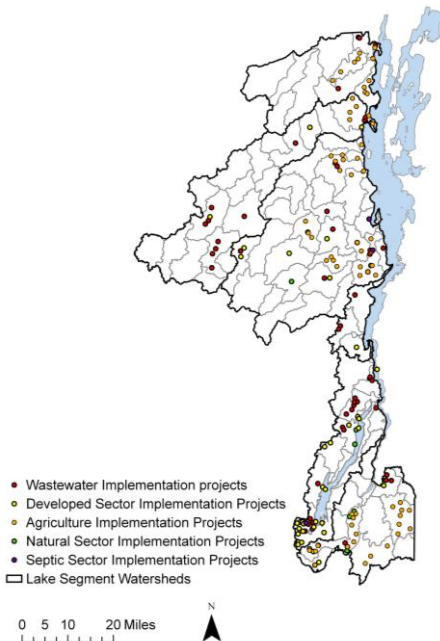 Wastewater Implementation projects
Developed Sector Implementation Projects
Agriculture Implementation Projects
Natural Sector Implementation Projects
Septic Sector Implementation Projects
Lake Segment Watersheds
N
0 5 10 20 Miles